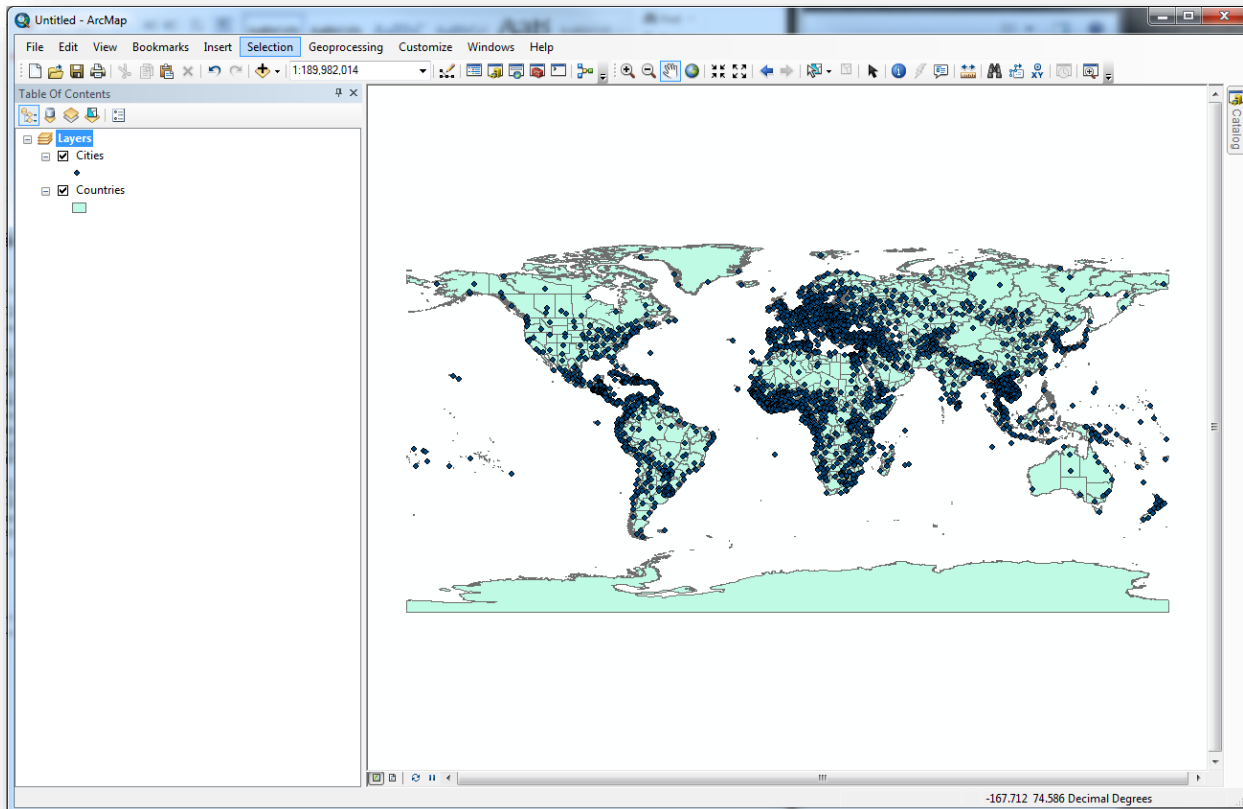 Untitled - ArcMap
File Edit View Bookmarks Insert Selection Geoprocessing Customize Windows Help
1:189,982,014
XY
Table Of Contents
Layers
Cities
Countries
Catalog
-167.712 74.586 Decimal Degrees